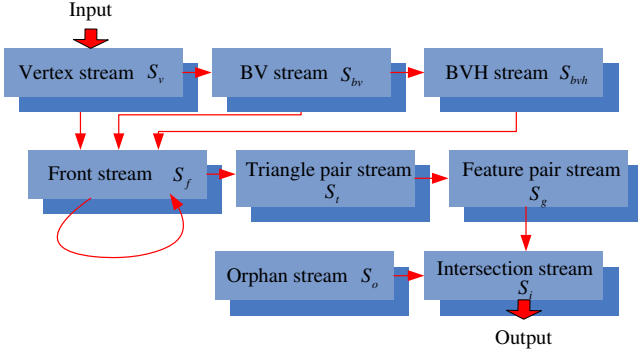 Input
Vertex stream S_v
BV stream S_bv
BVH stream S_bvh
Front stream S_f
Triangle pair stream
S_t
Feature pair stream
S_g
Orphan stream S_o
Intersection stream
S_i
Output